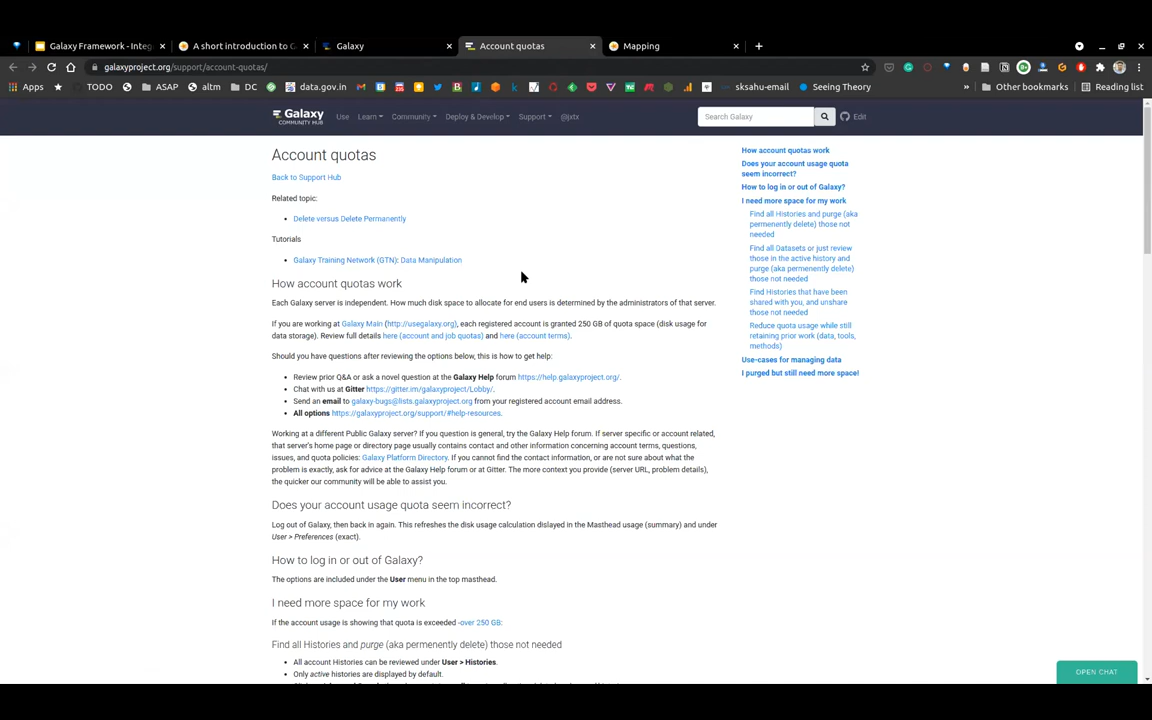 Galaxy Framework - Integ
A short introduction to G
Galaxy
Account quotas
Mapping
galaxyproject.org/support/account-quotas/
Apps
TODO
ASAP
altm
DC
data.gov.in
sksahu-email
Seeing Theory
»
Other bookmarks
Reading list
Galaxy
COMMUNITY HUB
Use
Learn
Community
Deploy & Develop
Support
@jxtx
Search Galaxy
Edit
Account quotas
Back to Support Hub
Related topic:
Delete versus Delete Permanently
Tutorials
Galaxy Training Network (GTN): Data Manipulation
How account quotas work
Each Galaxy server is independent. How much disk space to allocate for end users is determined by the administrators of that server.
If you are working at Galaxy Main (http://usegalaxy.org), each registered account is granted 250 GB of quota space (disk usage for
data storage). Review full details here (account and job quotas) and here (account terms).
Should you have questions after reviewing the options below, this is how to get help:
Review prior Q&A or ask a novel question at the Galaxy Help forum https://help.galaxyproject.org/.
Chat with us at Gitter https://gitter.im/galaxyproject/Lobby/.
Send an email to galaxy-bugs@lists.galaxyproject.org from your registered account email address.
All options https://galaxyproject.org/support/#help-resources.
Working at a different Public Galaxy server? If you question is general, try the Galaxy Help forum. If server specific or account related,
that server's home page or directory page usually contains contact and other information concerning account terms, questions,
issues, and quota policies: Galaxy Platform Directory. If you cannot find the contact information, or are not sure about what the
problem is exactly, ask for advice at the Galaxy Help forum or at Gitter. The more context you provide (server URL, problem details),
the quicker our community will be able to assist you.
Does your account usage quota seem incorrect?
Log out of Galaxy, then back in again. This refreshes the disk usage calculation dislayed in the Masthead usage (summary) and under
User > Preferences (exact).
How to log in or out of Galaxy?
The options are included under the User menu in the top masthead.
I need more space for my work
If the account usage is showing that quota is exceeded -over 250 GB:
Find all Histories and purge (aka permenently delete) those not needed
All account Histories can be reviewed under User > Histories.
Only active histories are displayed by default.
How account quotas work
Does your account usage quota
seem incorrect?
How to log in or out of Galaxy?
I need more space for my work
Find all Histories and purge (aka
permenently delete) those not
needed
Find all Datasets or just review
those in the active history and
purge (aka permenently delete)
those not needed
Find Histories that have been
shared with you, and unshare
those not needed
Reduce quota usage while still
retaining prior work (data, tools,
methods)
Use-cases for managing data
I purged but still need more space!
OPEN CHAT